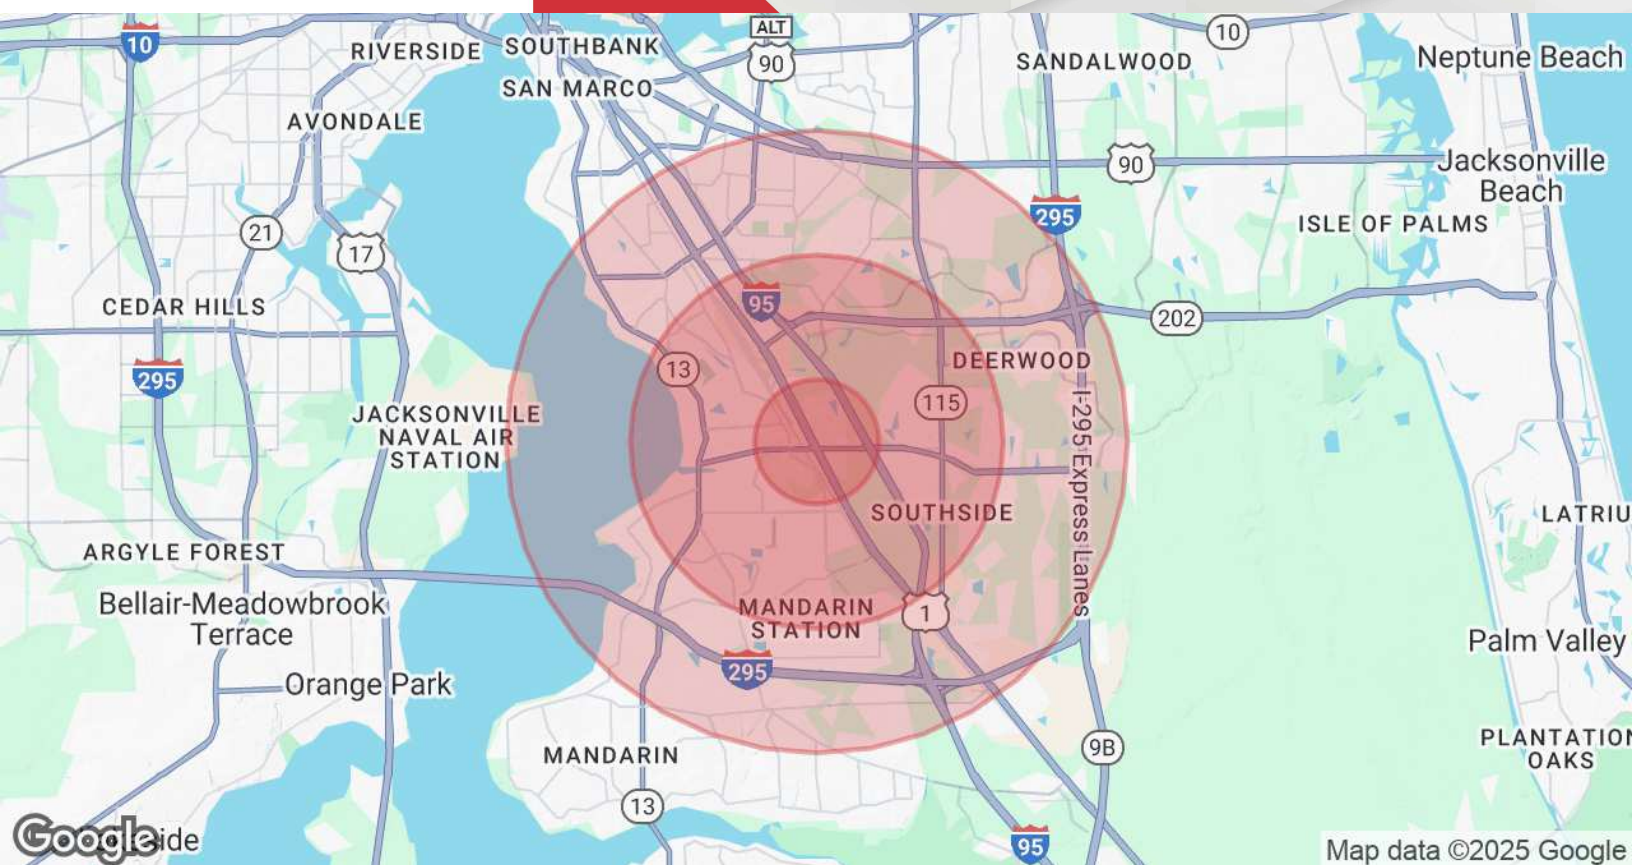 10
RIVERSIDE
SOUTHBANK
ALT
90
10
SANDALWOOD
Neptune Beach
SAN MARCO
AVONDALE
90
Jacksonville
Beach
295
ISLE OF PALMS
21
17
CEDAR HILLS
95
202
295
13
DEERWOOD
115
I-295 Express Lanes
JACKSONVILLE
NAVAL AIR
STATION
SOUTHSIDE
LATRIU
ARGYLE FOREST
Bellair-Meadowbrook
Terrace
MANDARIN
STATION
1
Palm Valley
295
Orange Park
MANDARIN
9B
PLANTATION
OAKS
13
95
Google
side
Map data ©2025 Google